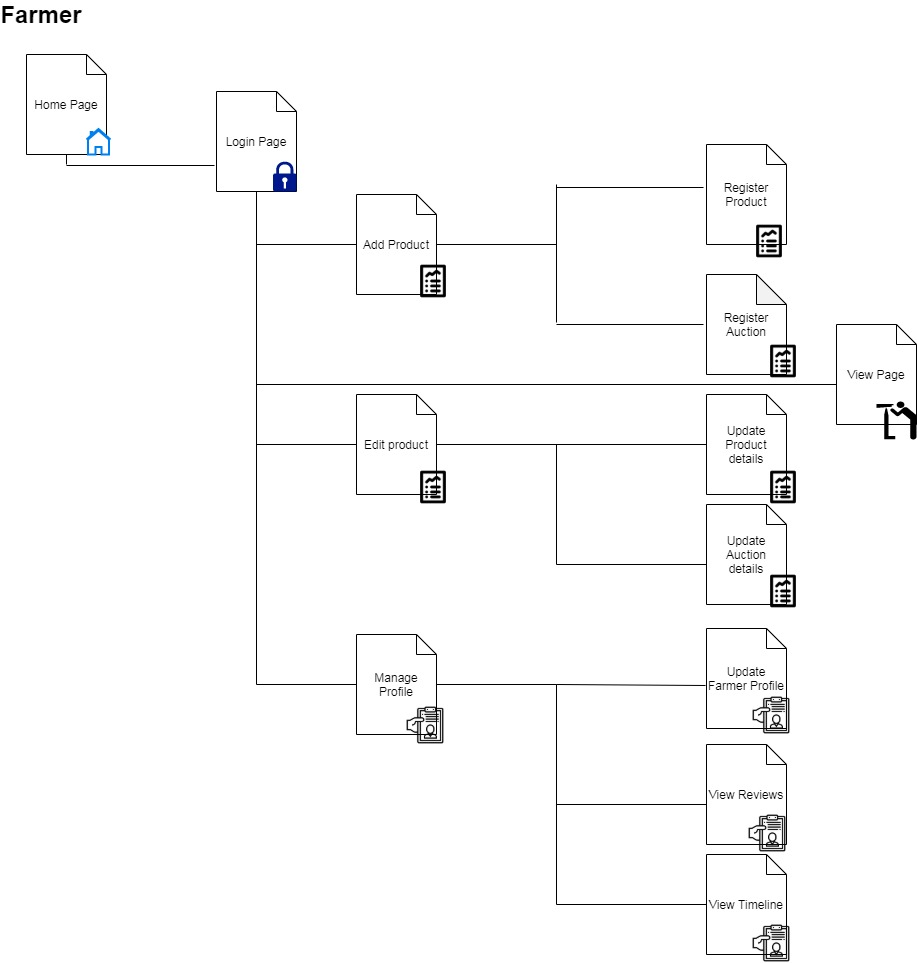 Farmer
Home Page
Login Page
Add Product
Register
Product
Register
Auction
View Page
Edit product
Update
Product
details
Update
Auction
details
Manage
Profile
Update
Farmer Profile
View Reviews
View Timeline